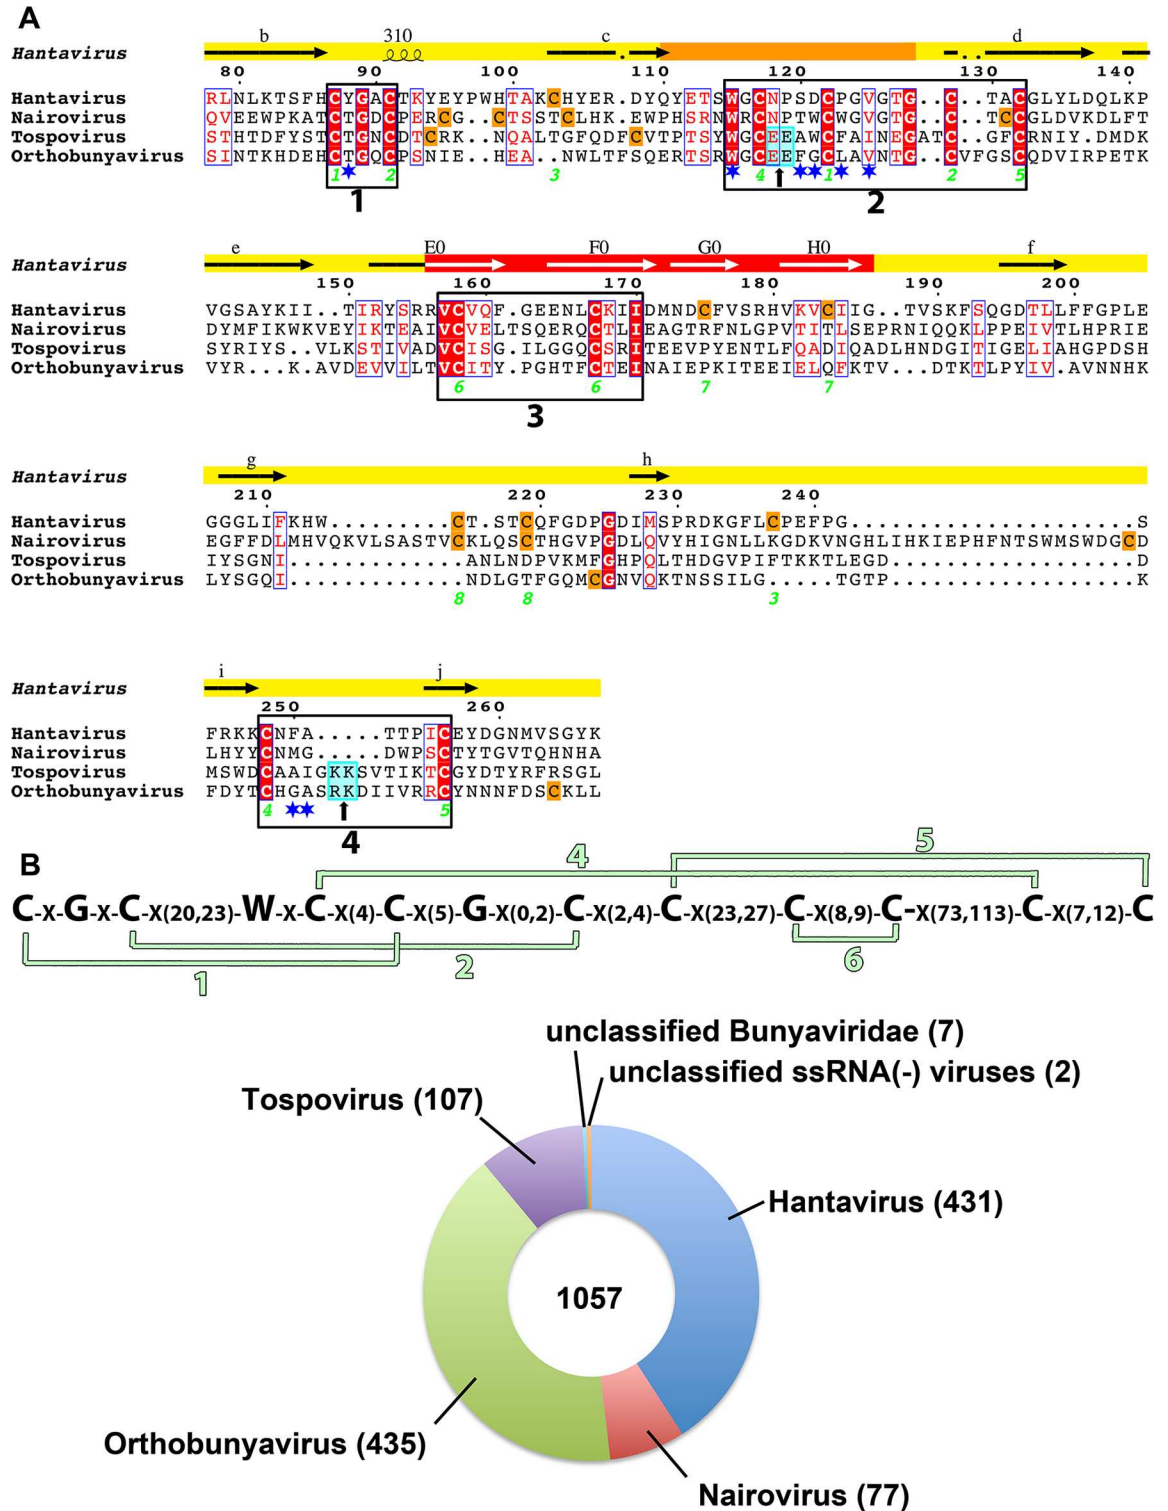 A
b 310 c d
Hantavirus
80 90 100 110 120 130 140
Hantavirus RLNLKTSFHCYGACTKYEYPWHTAKCHYER.DYQYETSWGCNPSDCPGVGTG..C..TACGLYLDQLKP
Nairovirus QVEEWPKATCTGDCPERCG..CTSSTCLHK.EWPHSRNWRCNPTWCWGVGTG..C..TCCGLDVKDLFT
Tospovirus STHTDFYSTCTGNCDTCRK..NQALTGFQDFCVTPTSYWGCEEAWCFAINEGATC..GFCRNIY.DMDK
Orthobunyavirus SINTKHDEHCTGQCPSNIE..HEA..NWLTFSQERTSRWGCEEFGCLAVNTG..CVFGSCQDVIRPETK
1 2 3 4 1 2 5
1 2
e E0 F0 G0 H0 f
Hantavirus
150 160 170 180 190 200
Hantavirus VGSAYKII..TIRYSRRVCVQF.GEENLCKIIDMNDCFVSRHVKVCIIG..TVSKFSQGDTLLFFGPLE
Nairovirus DYMFIKWKVEYIKTEAIVCVELTSQERQCTLIEAGTRFNLGPVTITLSEPRNIQQKLPPEIVTLHPRIE
Tospovirus SYRIYS..VLKSTIVADVCISG.ILGGQCSRITEEVPYENTLFQADIQADLHNDGITIGELIAHGPDSH
Orthobunyavirus VYR...K.AVDEVVILTVCITY.PGHTFCTEINAIEPKITEEIELQFKTV...DTKTLPYIV.AVNNHK
6 6 7 7
3
g h
Hantavirus
210 220 230 240
Hantavirus GGGLIFKHW.........CT.STCQFGDPGDIMSPRDKGFLCPEFPG.....................S
Nairovirus EGFFDLMHVQKVLSASTVCKLQSCTHGVPGDLQVYHIGNLLKGDKVNGHLIHKIEPHFNTSWMSWDGCD
Tospovirus IYSGNI.............ANLNDPVKMFGHPQLTHDGVPIFTKKTLEGD..................D
Orthobunyavirus LYSGQI.............NDLGTFGQMCGNVQKTNSSILG....TGTP...................K
8 8 3
i j
Hantavirus
250 260
Hantavirus FRKKCNFA.....TTPICEYDGNMVSGYK
Nairovirus LHYYCNMG.....DWPSCTYTGVTQHNHA
Tospovirus MSWDCAAIGKKSVTIKTCGYDTYRFRSGL
Orthobunyavirus FDYTCHGASRKDIIVRRCYNNNFDSCKLL
4 5
4
B
4 5
C-X-G-X-C-X(20,23)-W-X-C-X(4)-C-X(5)-G-X(0,2)-C-X(2,4)-C-X(23,27)-C-X(8,9)-C-X(73,113)-C-X(7,12)-C
1 2 6
unclassified Bunyaviridae (7)
unclassified ssRNA(-) viruses (2)
Tospovirus (107)
Hantavirus (431)
1057
Orthobunyavirus (435)
Nairovirus (77)